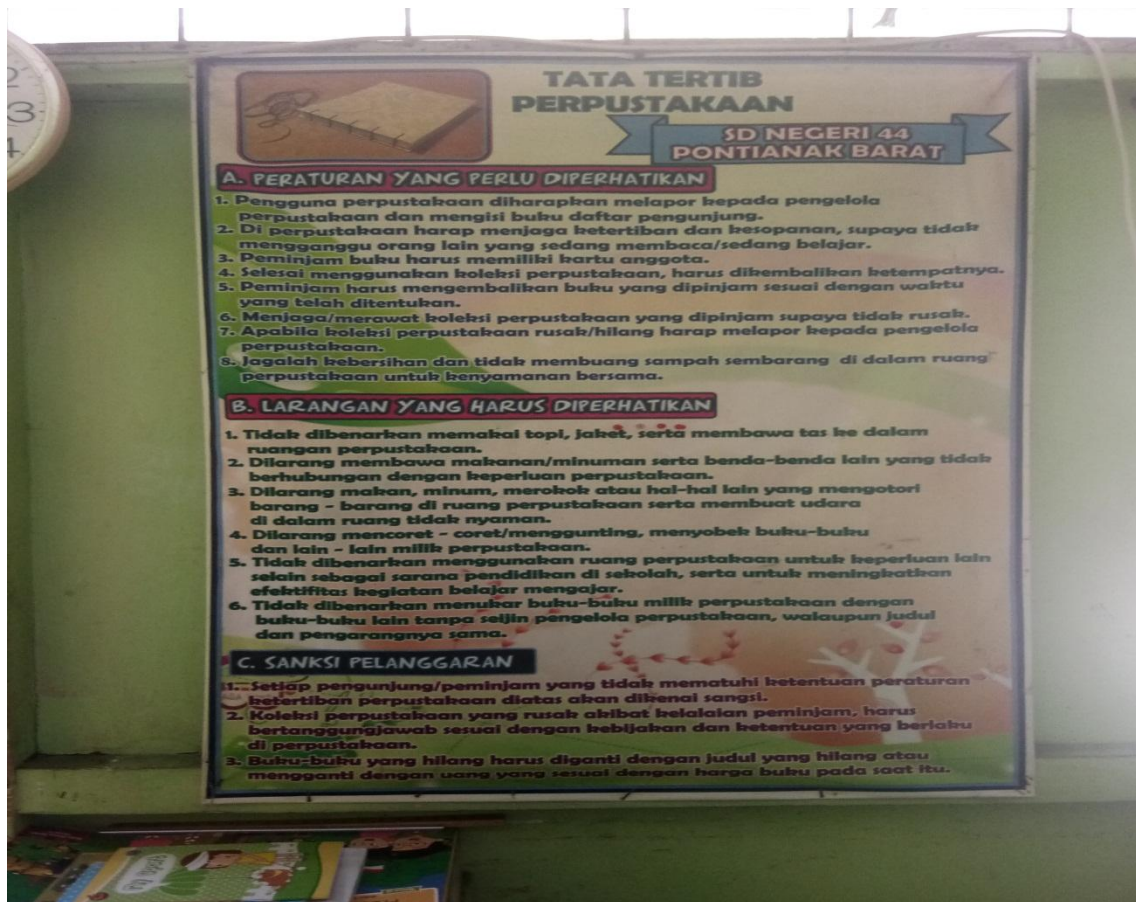 2
3
4
TATA TERTIB
PERPUSTAKAAN
SD NEGERI 44
PONTIANAK BARAT
A. PERATURAN YANG PERLU DIPERHATIKAN
1. Pengguna perpustakaan diharapkan melapor kepada pengelola
perpustakaan dan mengisi buku daftar pengunjung.
2. Di perpustakaan harap menjaga ketertiban dan kesopanan, supaya tidak
mengganggu orang lain yang sedang membaca/sedang belajar.
3. Peminjam buku harus memiliki kartu anggota.
4. Selesai menggunakan koleksi perpustakaan, harus dikembalikan ketempatnya.
5. Peminjam harus mengembalikan buku yang dipinjam sesuai dengan waktu
yang telah ditentukan.
6. Menjaga/merawat koleksi perpustakaan yang dipinjam supaya tidak rusak.
7. Apabila koleksi perpustakaan rusak/hilang harap melapor kepada pengelola
perpustakaan.
8. Jagalah kebersihan dan tidak membuang sampah sembarang di dalam ruang
perpustakaan untuk kenyamanan bersama.
B. LARANGAN YANG HARUS DIPERHATIKAN
1. Tidak dibenarkan memakai topi, jaket, serta membawa tas ke dalam
ruangan perpustakaan.
2. Dilarang membawa makanan/minuman serta benda-benda lain yang tidak
berhubungan dengan keperluan perpustakaan.
3. Dilarang makan, minum, merokok atau hal-hal lain yang mengotori
barang - barang di ruang perpustakaan serta membuat udara
di dalam ruang tidak nyaman.
4. Dilarang mencoret - coret/menggunting, menyobek buku-buku
dan lain - lain milik perpustakaan.
5. Tidak dibenarkan menggunakan ruang perpustakaan untuk keperluan lain
selain sebagai sarana pendidikan di sekolah, serta untuk meningkatkan
efektifitas kegiatan belajar mengajar.
6. Tidak dibenarkan menukar buku-buku milik perpustakaan dengan
buku-buku lain tanpa seijin pengelola perpustakaan, walaupun judul
dan pengarangnya sama.
C. SANKSI PELANGGARAN
1. Setiap pengunjung/peminjam yang tidak mematuhi ketentuan peraturan
ketertiban perpustakaan diatas akan dikenai sangsi.
2. Koleksi perpustakaan yang rusak akibat kelalaian peminjam, harus
bertanggungjawab sesuai dengan kebijakan dan ketentuan yang berlaku
di perpustakaan.
3. Buku-buku yang hilang harus diganti dengan judul yang hilang atau
mengganti dengan uang yang sesuai dengan harga buku pada saat itu.